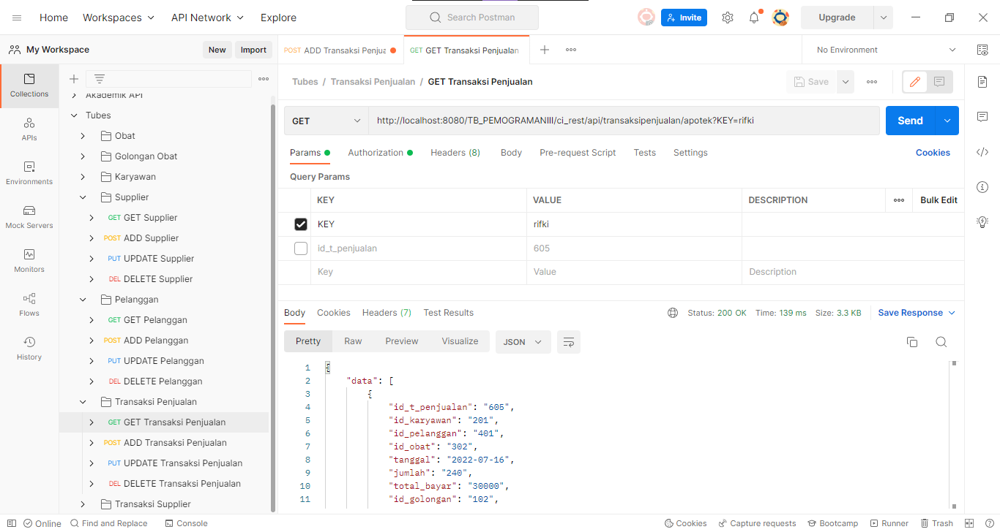 Home Workspaces API Network Explore Search Postman Invite Upgrade
My Workspace New Import POST ADD Transaksi Penjua GET GET Transaksi Penjualan No Environment
Collections
APIs
Environments
Mock Servers
Monitors
Flows
History
Akademik API
Tubes
Obat
Golongan Obat
Karyawan
Supplier
GET GET Supplier
POST ADD Supplier
PUT UPDATE Supplier
DEL DELETE Supplier
Pelanggan
GET GET Pelanggan
POST ADD Pelanggan
PUT UPDATE Pelanggan
DEL DELETE Pelanggan
Transaksi Penjualan
GET GET Transaksi Penjualan
POST ADD Transaksi Penjualan
PUT UPDATE Transaksi Penjualan
DEL DELETE Transaksi Penjualan
Transaksi Supplier
Tubes / Transaksi Penjualan / GET Transaksi Penjualan Save
GET http://localhost:8080/TB_PEMOGRAMANIII/ci_rest/api/transaksipenjualan/apotek?KEY=rifki Send
Params Authorization Headers (8) Body Pre-request Script Tests Settings Cookies
Query Params
KEY VALUE DESCRIPTION Bulk Edit
KEY rifki
id_t_penjualan 605
Key Value Description
Body Cookies Headers (7) Test Results Status: 200 OK Time: 139 ms Size: 3.3 KB Save Response
Pretty Raw Preview Visualize JSON
1 {
2 "data": [
3 {
4 "id_t_penjualan": "605",
5 "id_karyawan": "201",
6 "id_pelanggan": "401",
7 "id_obat": "302",
8 "tanggal": "2022-07-16",
9 "jumlah": "240",
10 "total_bayar": "30000",
11 "id_golongan": "102",
Online Find and Replace Console Cookies Capture requests Bootcamp Runner Trash